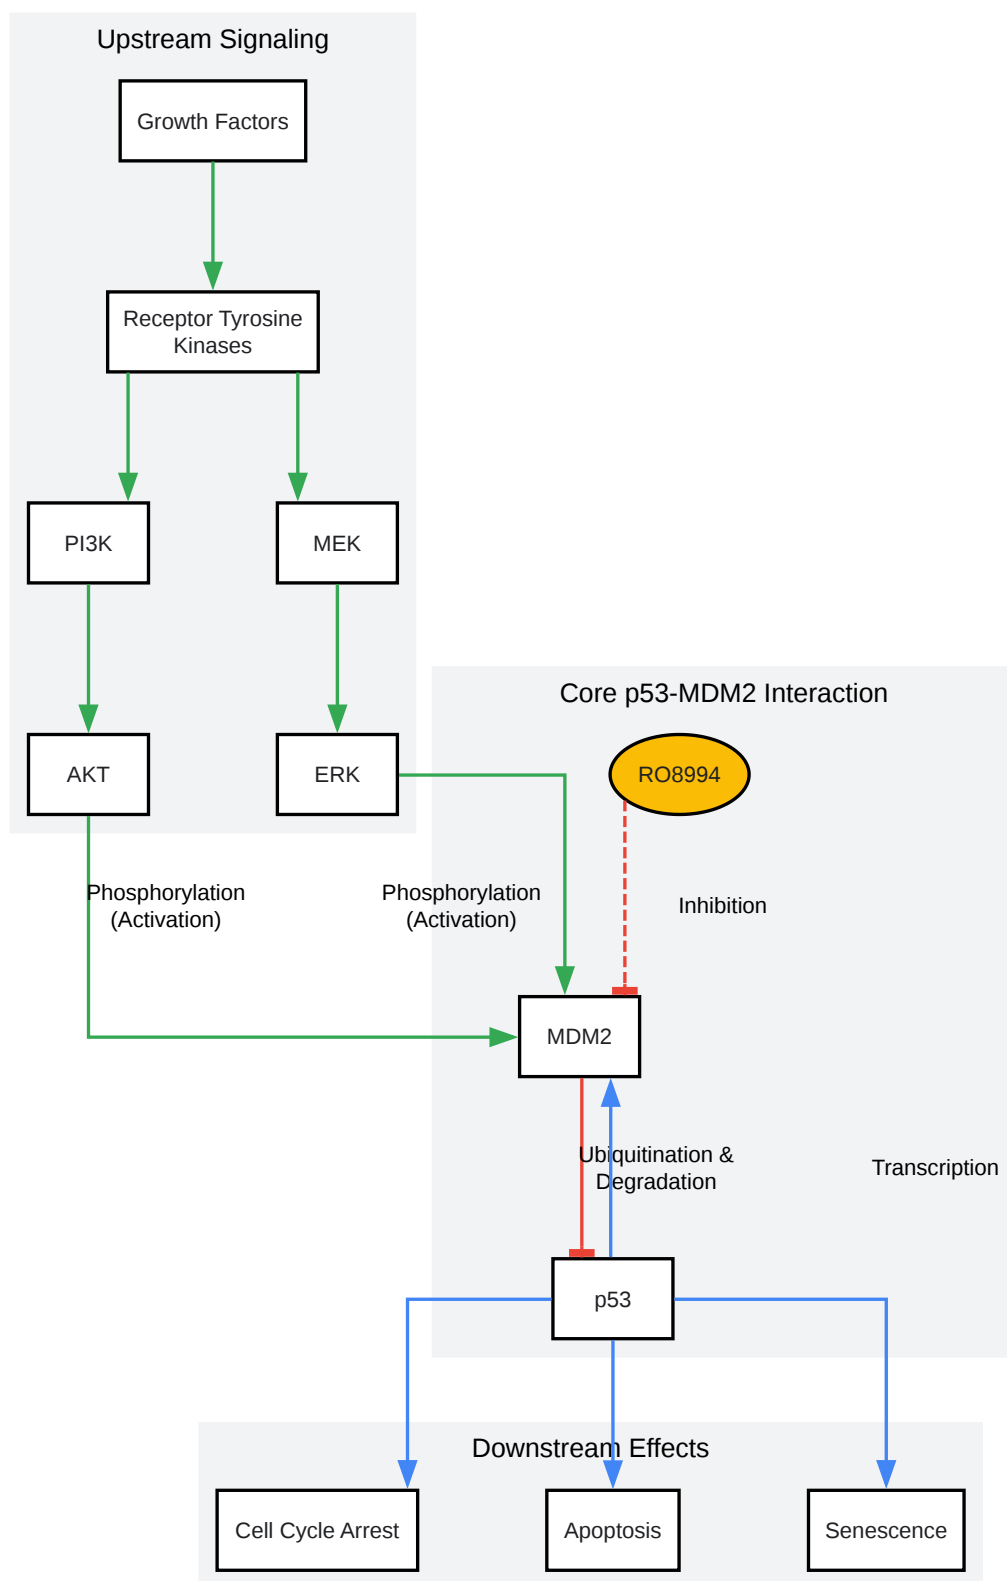 Upstream Signaling
Growth Factors
Receptor Tyrosine
Kinases
PI3K
MEK
Core p53-MDM2 Interaction
AKT
ERK
RO8994
Phosphorylation
(Activation)
Phosphorylation
(Activation)
Inhibition
MDM2
Ubiquitination &
Degradation
Transcription
p53
Downstream Effects
Cell Cycle Arrest
Apoptosis
Senescence